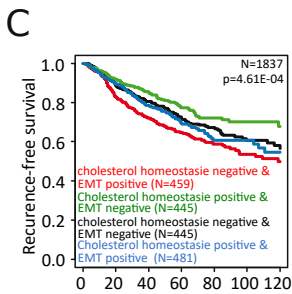 C
N=1837
p=4.61E-04
Recurence-free survival
1.0
0.8
0.6
0.4
0.2
0.0
cholesterol homeostasie negative &
EMT positive (N=459)
Cholesterol homeostasie positive &
EMT negative (N=445)
cholesterol homeostasie negative &
EMT negative (N=445)
Cholesterol homeostasie positive &
EMT positive (N=481)
0 20 40 60 80 100 120